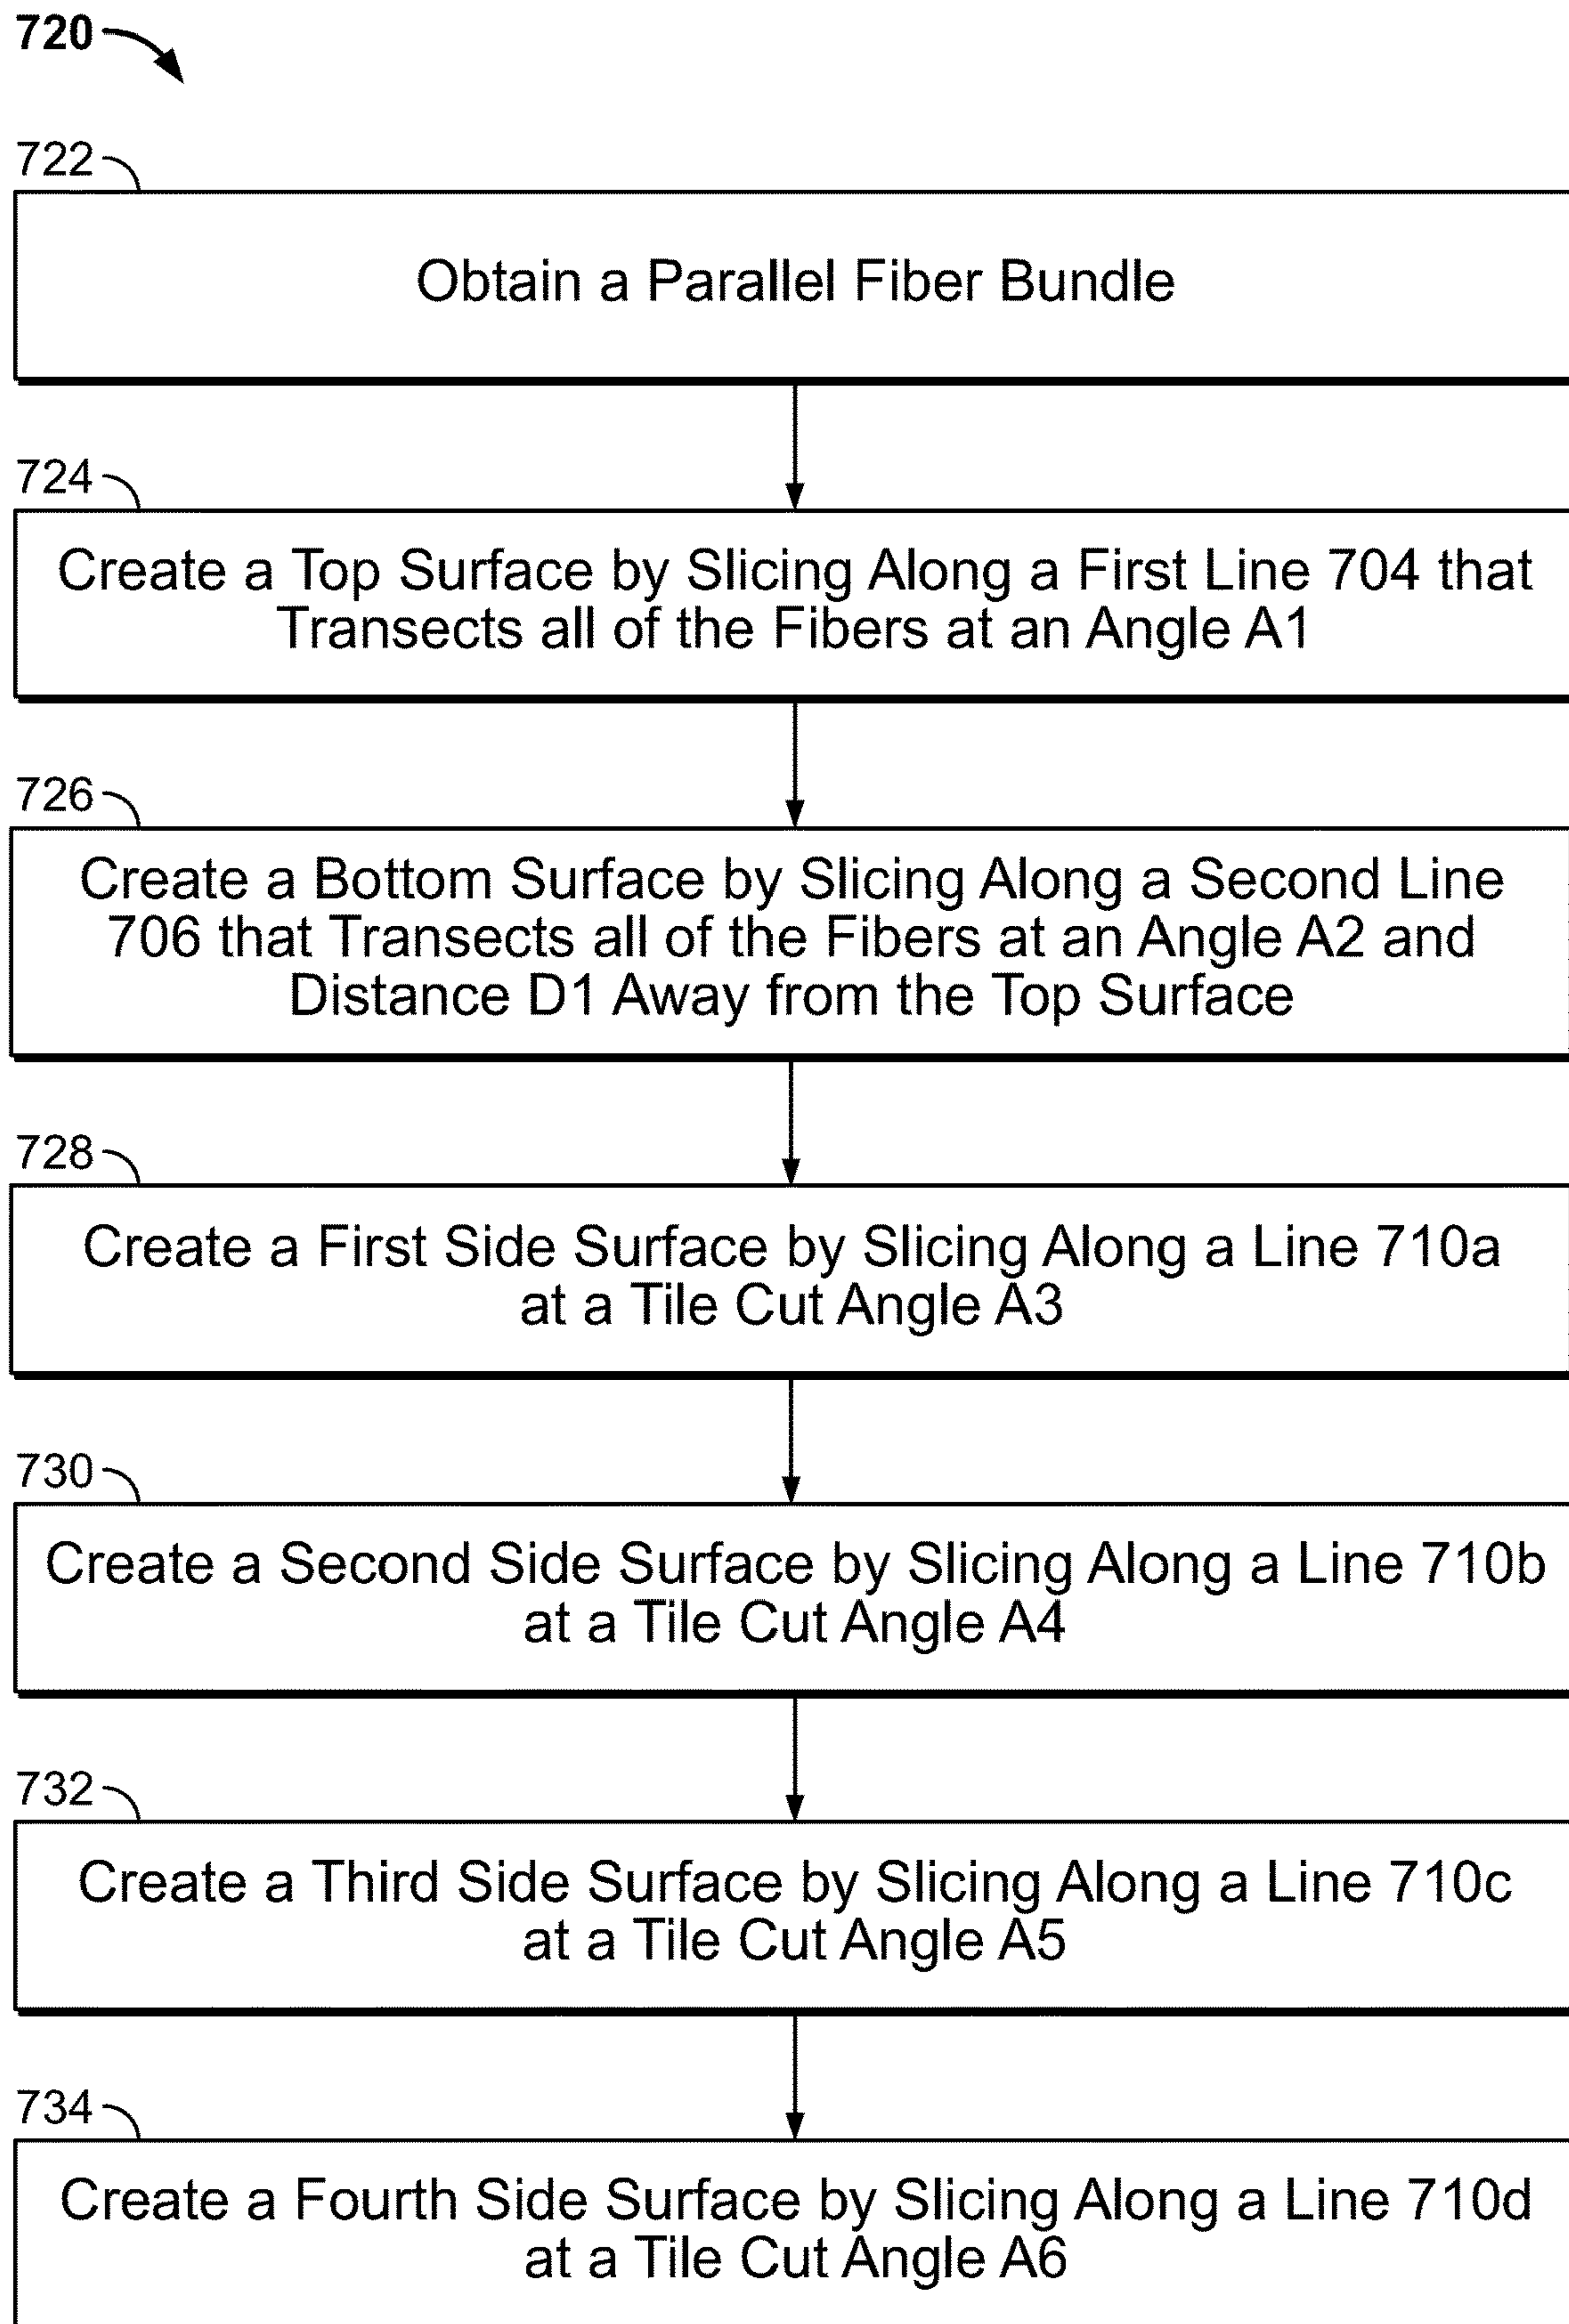 720
722
Obtain a Parallel Fiber Bundle
724
Create a Top Surface by Slicing Along a First Line 704 that
Transects all of the Fibers at an Angle A1
726
Create a Bottom Surface by Slicing Along a Second Line
706 that Transects all of the Fibers at an Angle A2 and
Distance D1 Away from the Top Surface
728
Create a First Side Surface by Slicing Along a Line 710a
at a Tile Cut Angle A3
730
Create a Second Side Surface by Slicing Along a Line 710b
at a Tile Cut Angle A4
732
Create a Third Side Surface by Slicing Along a Line 710c
at a Tile Cut Angle A5
734
Create a Fourth Side Surface by Slicing Along a Line 710d
at a Tile Cut Angle A6